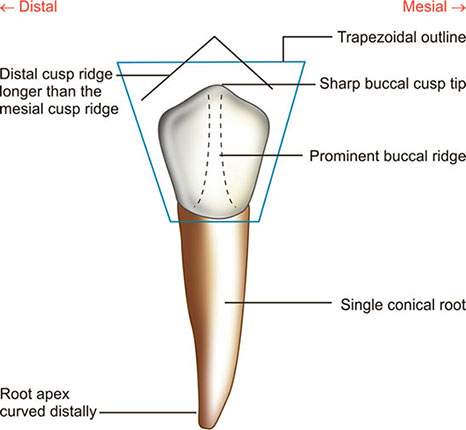 ← Distal
Mesial →
Trapezoidal outline
Distal cusp ridge
longer than the
mesial cusp ridge
Sharp buccal cusp tip
Prominent buccal ridge
Single conical root
Root apex
curved distally